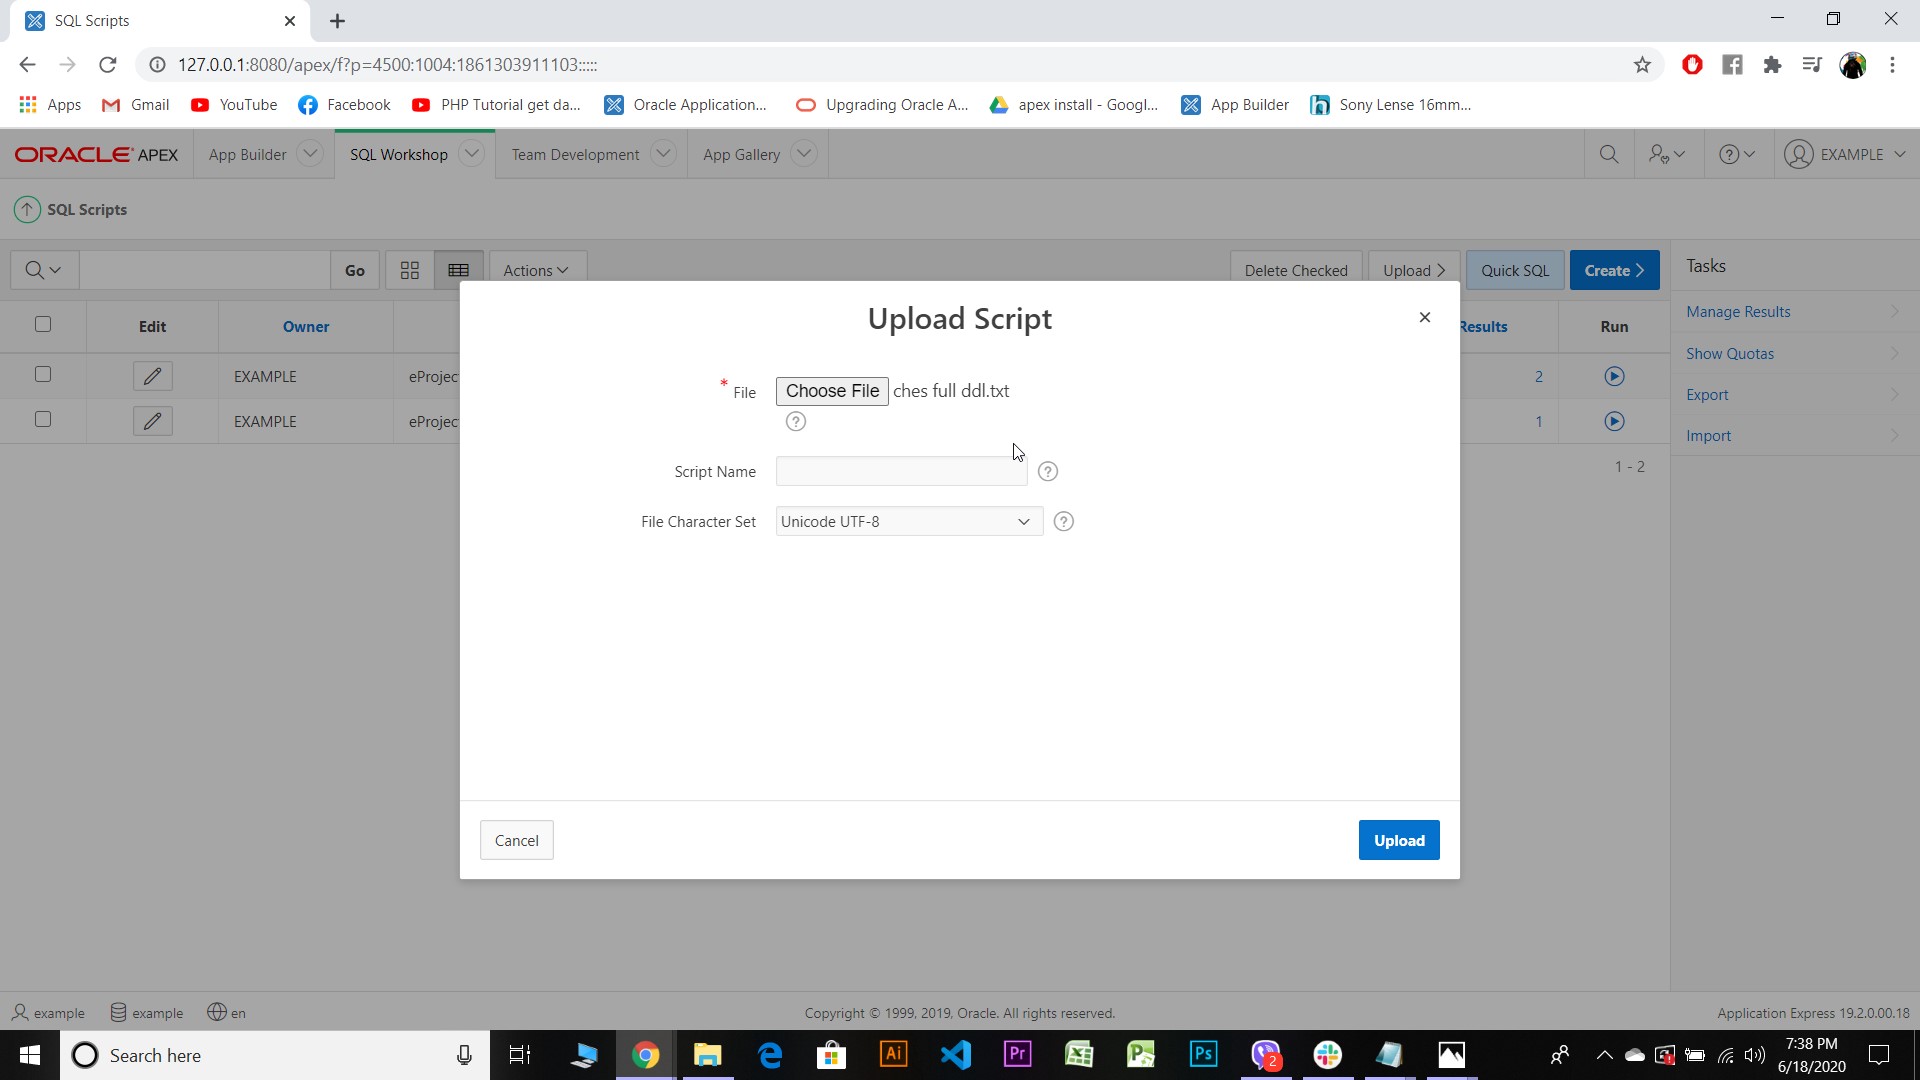 SQL Scripts
127.0.0.1:8080/apex/f?p=4500:1004:1861303911103:::::
Apps Gmail YouTube Facebook PHP Tutorial get da... Oracle Application... Upgrading Oracle A... apex install - Googl... App Builder Sony Lense 16mm...
ORACLE APEX App Builder SQL Workshop Team Development App Gallery EXAMPLE
SQL Scripts
Go Actions Delete Checked Upload Quick SQL Create Tasks
Edit Owner Results Run
EXAMPLE eProjec 2
EXAMPLE eProjec 1
1 - 2
Manage Results
Show Quotas
Export
Import
Upload Script
* File Choose File ches full ddl.txt
Script Name
File Character Set Unicode UTF-8
Cancel Upload
example example en Copyright © 1999, 2019, Oracle. All rights reserved. Application Express 19.2.0.00.18
Search here Ai Pr Ps 2 7:38 PM
6/18/2020